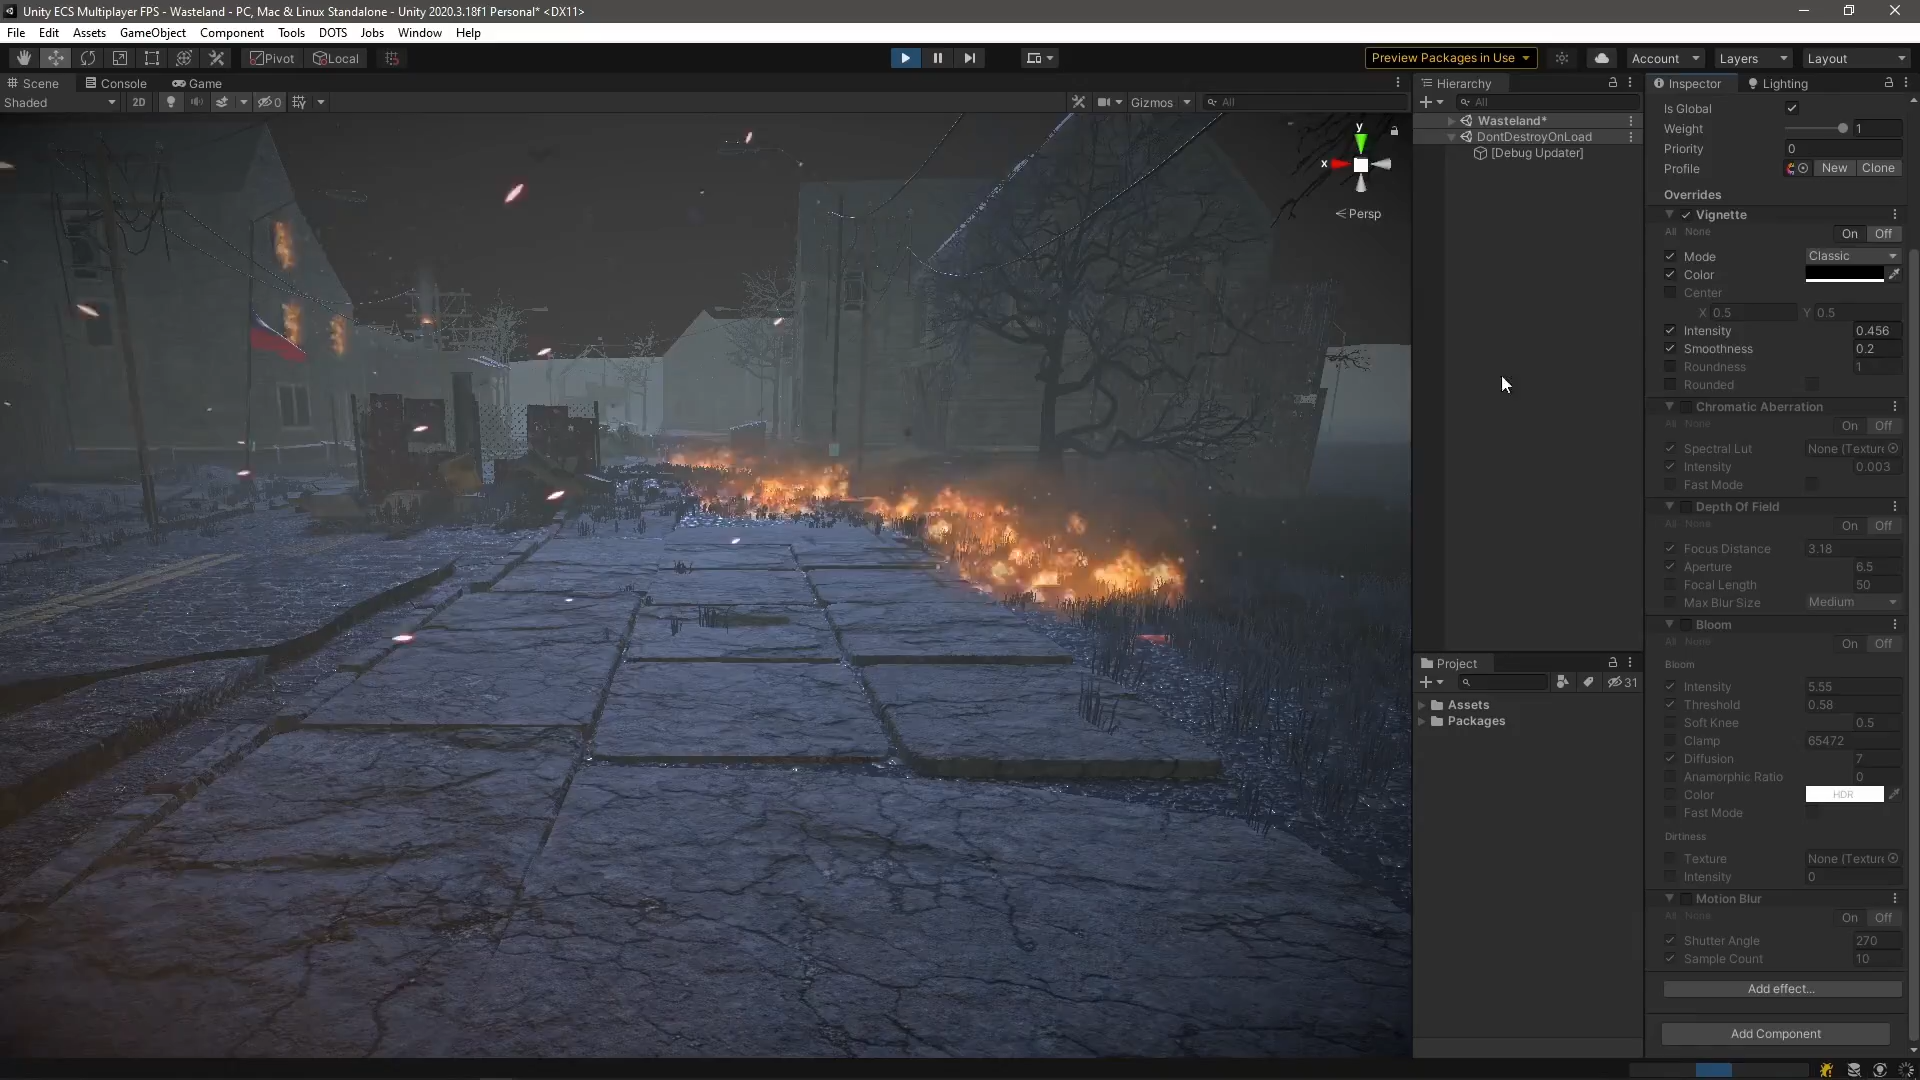 Unity ECS Multiplayer FPS - Wasteland - PC, Mac & Linux Standalone - Unity 2020.3.18f1 Personal* <DX11>
File Edit Assets GameObject Component Tools DOTS Jobs Window Help
Pivot Local Preview Packages in Use Account Layers Layout
Scene Console Game
Shaded 2D 0 Gizmos All
y
x
Persp
Hierarchy
All
Wasteland*
DontDestroyOnLoad
[Debug Updater]
Project
31
Assets
Packages
Inspector Lighting
Is Global
Weight 1
Priority 0
Profile New Clone
Overrides
Vignette
All None On Off
Mode Classic
Color
Center
X 0.5 Y 0.5
Intensity 0.456
Smoothness 0.2
Roundness 1
Rounded
Chromatic Aberration
All None On Off
Spectral Lut None (Texture
Intensity 0.003
Fast Mode
Depth Of Field
All None On Off
Focus Distance 3.18
Aperture 6.5
Focal Length 50
Max Blur Size Medium
Bloom
All None On Off
Bloom
Intensity 5.55
Threshold 0.58
Soft Knee 0.5
Clamp 65472
Diffusion 7
Anamorphic Ratio 0
Color HDR
Fast Mode
Dirtiness
Texture None (Texture
Intensity 0
Motion Blur
All None On Off
Shutter Angle 270
Sample Count 10
Add effect...
Add Component